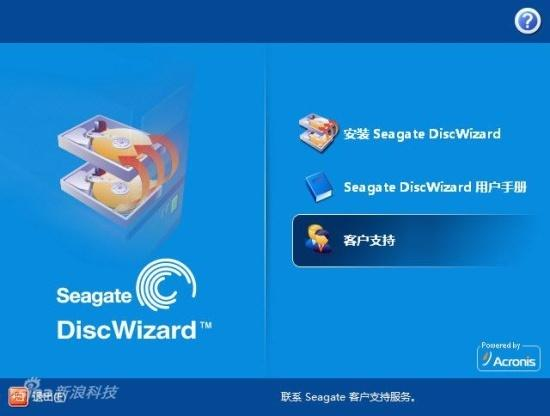 安装 Seagate DiscWizard
Seagate DiscWizard 用户手册
客户支持
Seagate
DiscWizard™
Powered by
Acronis
新浪科技
退出(E)
联系 Seagate 客户支持服务。